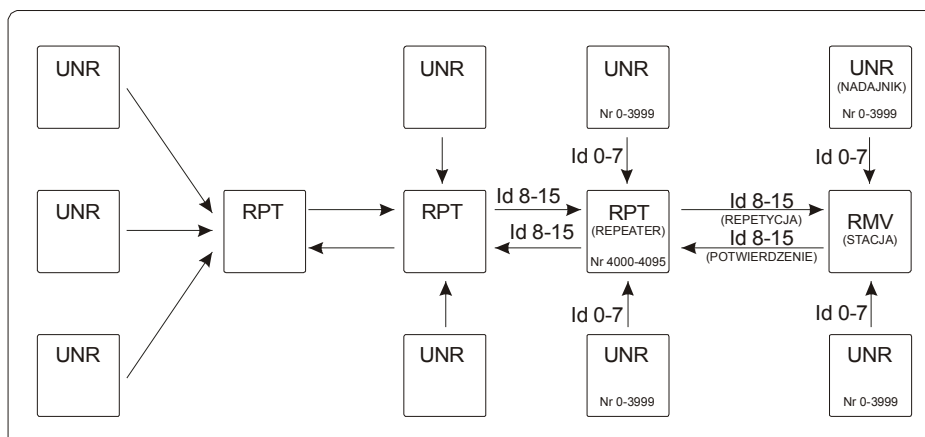 UNR
UNR
UNR
Nr 0-3999
UNR
(NADAJNIK)
Nr 0-3999
Id 0-7
Id 0-7
UNR
RPT
RPT
Id 8-15
Id 8-15
RPT
(REPEATER)
Nr 4000-4095
Id 8-15
(REPETYCJA)
Id 8-15
(POTWIERDZENIE)
RMV
(STACJA)
Id 0-7
Id 0-7
UNR
UNR
UNR
Nr 0-3999
UNR
Nr 0-3999